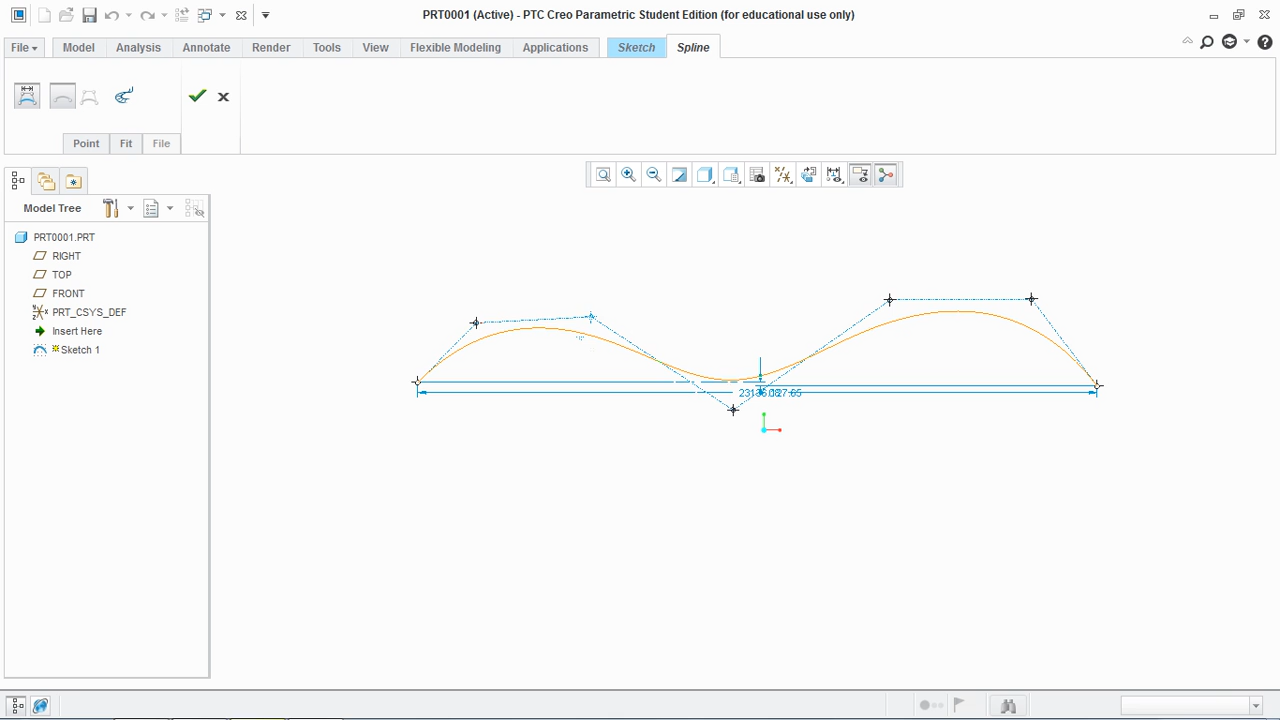 PRT0001 (Active) - PTC Creo Parametric Student Edition (for educational use only)
File Model Analysis Annotate Render Tools View Flexible Modeling Applications Sketch Spline
Point Fit File
Model Tree
PRT0001.PRT
RIGHT
TOP
FRONT
PRT_CSYS_DEF
Insert Here
Sketch 1